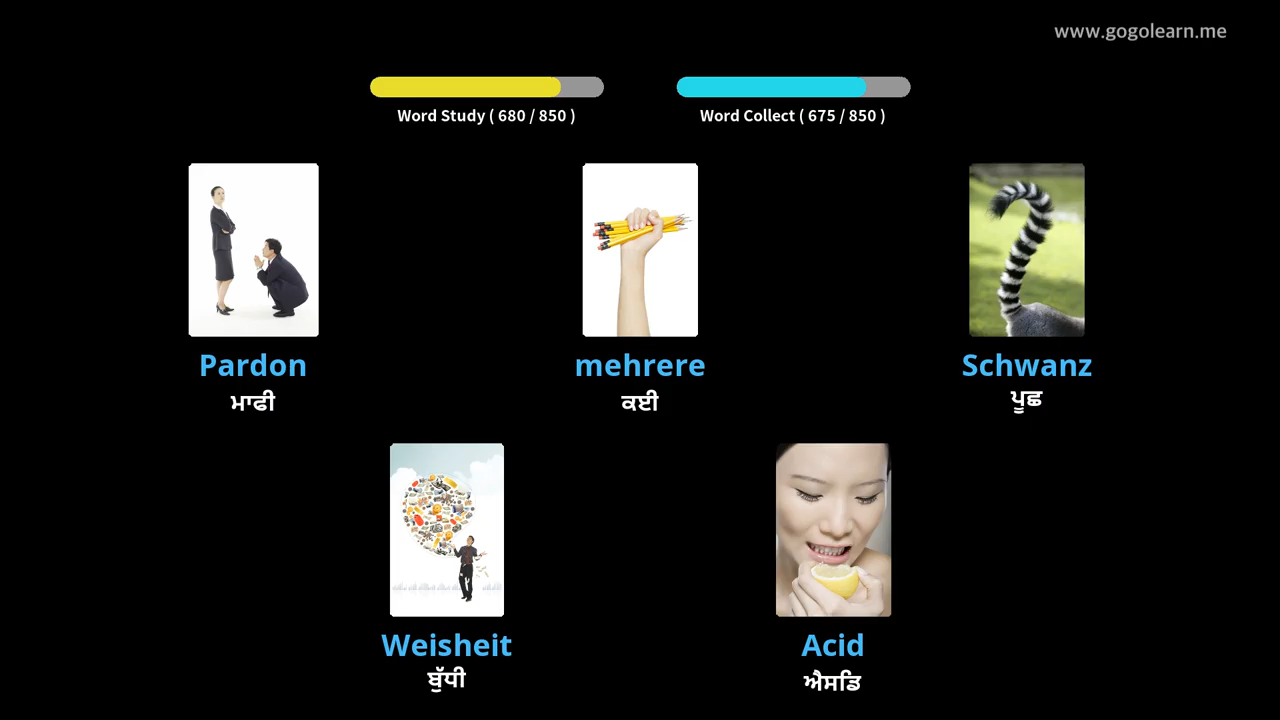 www.gogolearn.me
Word Study ( 680 / 850 )
Word Collect ( 675 / 850 )
Pardon
ਮਾਫੀ
mehrere
ਕਈ
Schwanz
ਪੂਛ
Weisheit
ਬੁੱਧੀ
Acid
ਐਸਡਿ